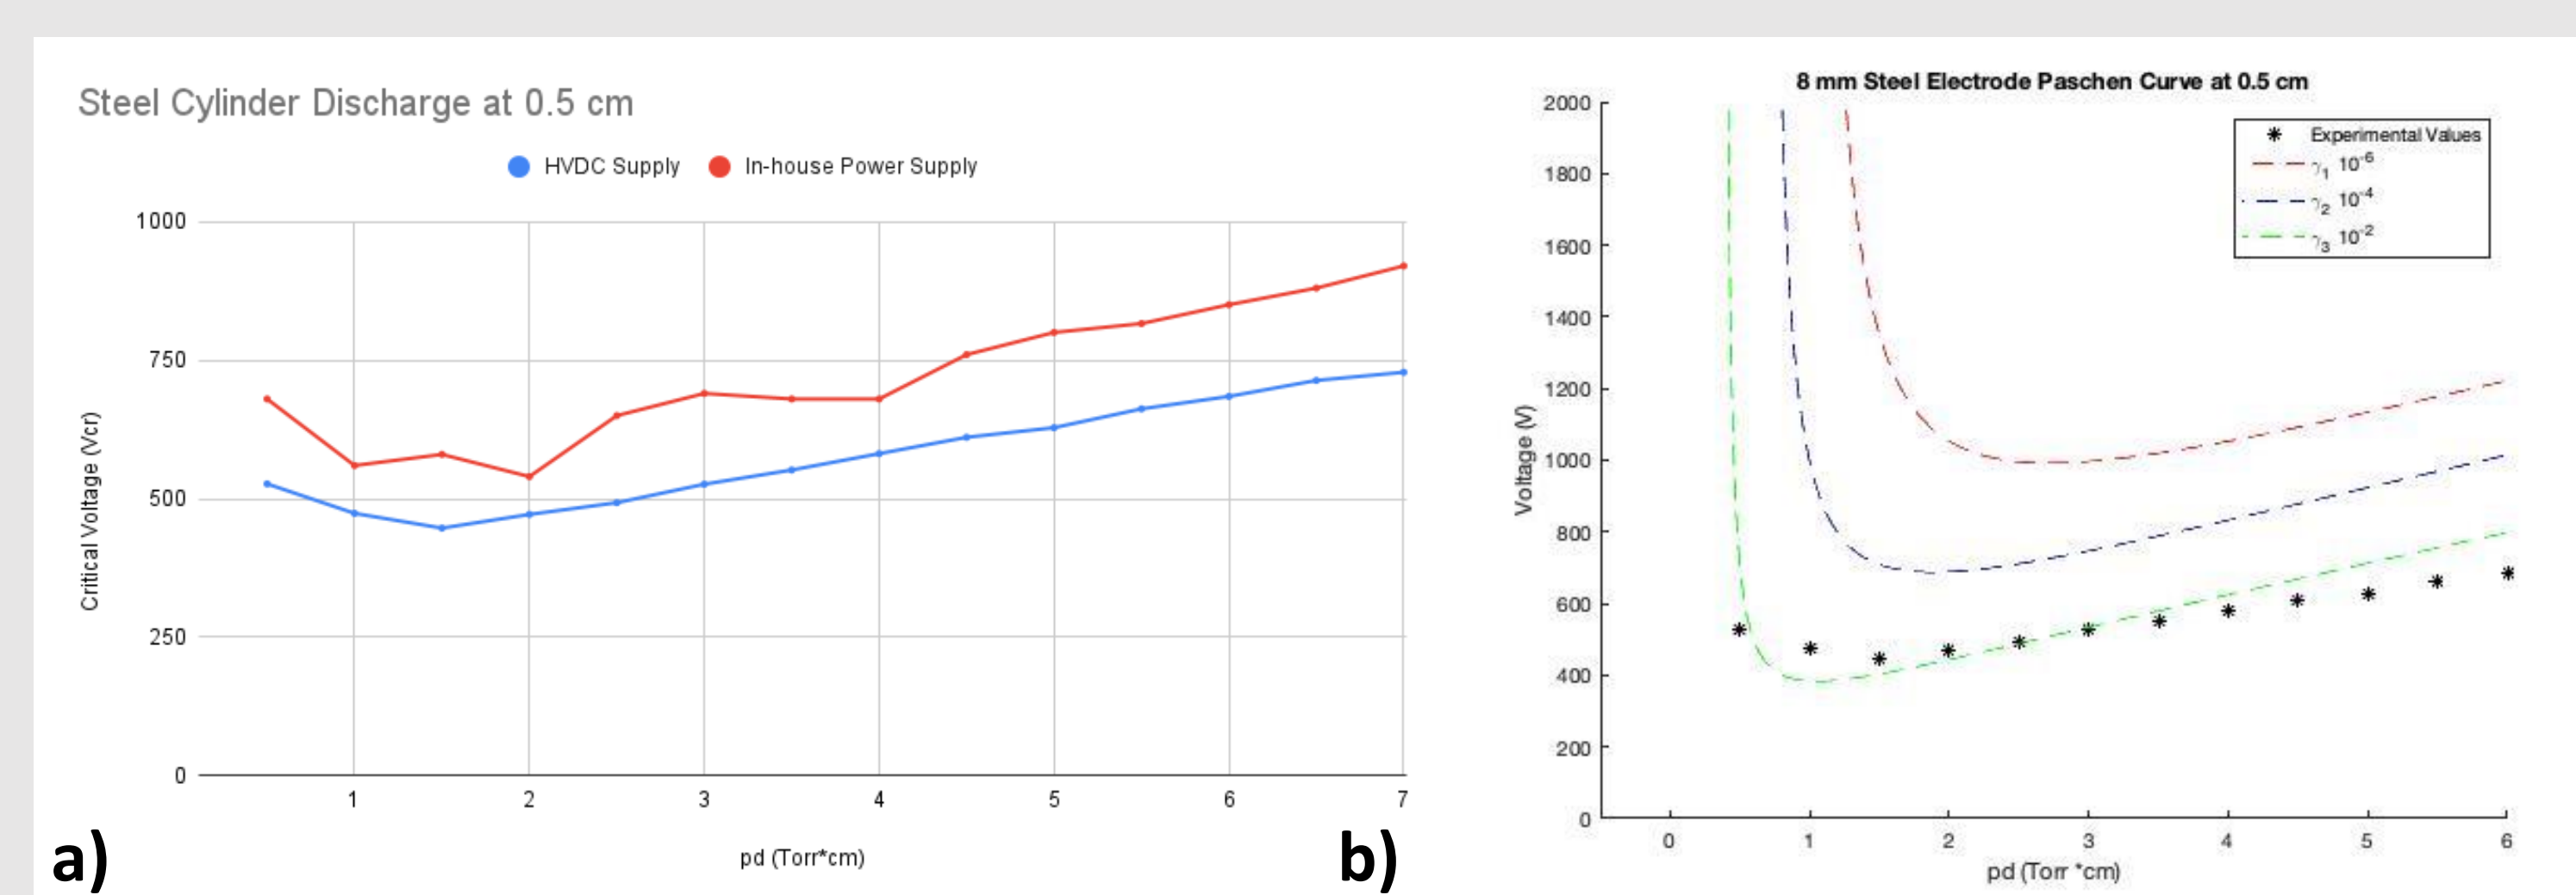 Steel Cylinder Discharge at 0.5 cm
HVDC Supply
In-house Power Supply
1000
750
500
250
0
Critical Voltage (Vcr)
1 2 3 4 5 6 7
pd (Torr*cm)
a)
8 mm Steel Electrode Paschen Curve at 0.5 cm
Experimental Values
γ₁ 10⁻⁶
γ₂ 10⁻⁴
γ₃ 10⁻²
2000
1800
1600
1400
1200
1000
800
600
400
200
0
Voltage (V)
0 1 2 3 4 5 6
pd (Torr *cm)
b)